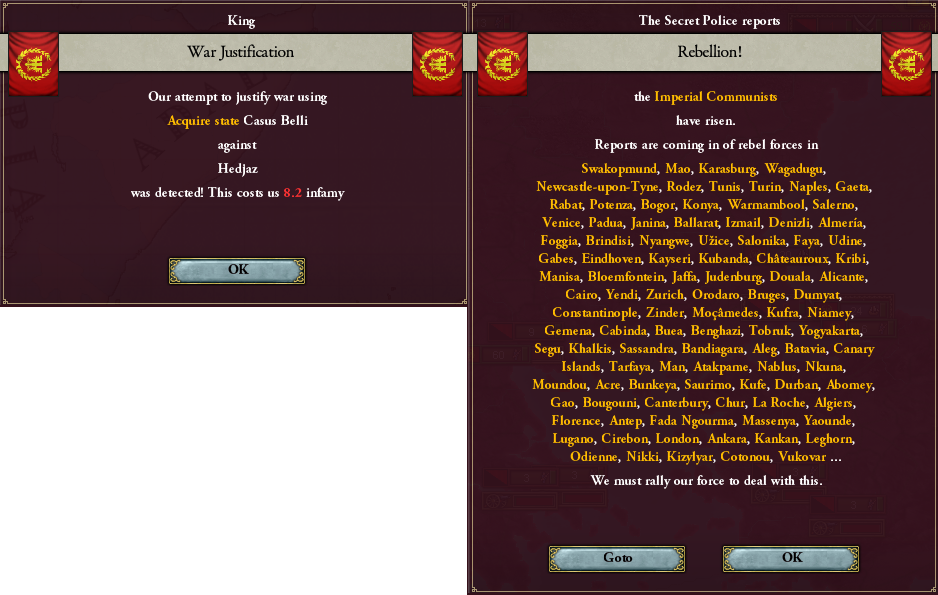 King
War Justification
Our attempt to justify war using
Acquire state Casus Belli
against
Hedjaz
was detected! This costs us 8.2 infamy
OK
The Secret Police reports
Rebellion!
the Imperial Communists
have risen.
Reports are coming in of rebel forces in
Swakopmund, Mao, Karasburg, Wagadugu,
Newcastle-upon-Tyne, Rodez, Tunis, Turin, Naples, Gaeta,
Rabat, Potenza, Bogor, Konya, Warmambool, Salerno,
Venice, Padua, Janina, Ballarat, Izmail, Denizli, Almería,
Foggia, Brindisi, Nyangwe, Užice, Salonika, Faya, Udine,
Gabes, Eindhoven, Kayseri, Kubanda, Châteauroux, Kribi,
Manisa, Bloemfontein, Jaffa, Judenburg, Douala, Alicante,
Cairo, Yendi, Zurich, Orodaro, Bruges, Dumyat,
Constantinople, Zinder, Moçâmedes, Kufra, Niamey,
Gemena, Cabinda, Buea, Benghazi, Tobruk, Yogyakarta,
Segu, Khalkis, Sassandra, Bandiagara, Aleg, Batavia, Canary
Islands, Tarfaya, Man, Atakpame, Nablus, Nkuna,
Moundou, Acre, Bunkeya, Saurimo, Kufe, Durban, Abomey,
Gao, Bougouni, Canterbury, Chur, La Roche, Algiers,
Florence, Antep, Fada Ngourma, Massenya, Yaounde,
Lugano, Cirebon, London, Ankara, Kankan, Leghorn,
Odienne, Nikki, Kizylyar, Cotonou, Vukovar ...
We must rally our force to deal with this.
Goto
OK